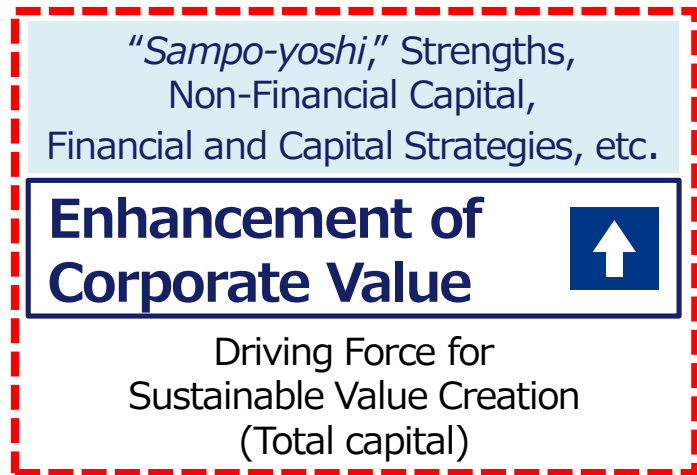 “Sampo-yoshi,” Strengths,
Non-Financial Capital,
Financial and Capital Strategies, etc.
Enhancement of
Corporate Value
Driving Force for
Sustainable Value Creation
(Total capital)